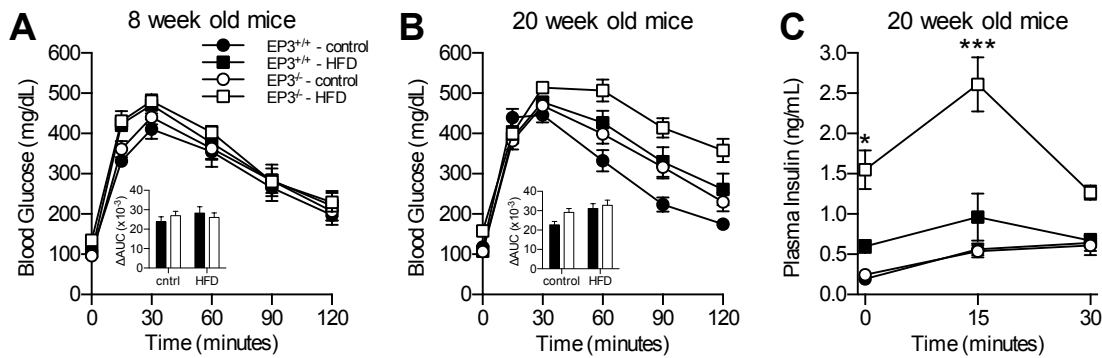 A
8 week old mice
EP3+/+ - control
EP3+/+ - HFD
EP3-/- - control
EP3-/- - HFD
600
500
400
300
200
100
0
Blood Glucose (mg/dL)
0 30 60 90 120
Time (minutes)
40
30
20
10
0
ΔAUC (x10-3)
cntrl HFD
B
20 week old mice
600
500
400
300
200
100
0
Blood Glucose (mg/dL)
0 30 60 90 120
Time (minutes)
40
30
20
10
0
ΔAUC (x10-3)
control HFD
C
20 week old mice
3.0
2.5
2.0
1.5
1.0
0.5
0.0
Plasma Insulin (ng/mL)
*
***
0 15 30
Time (minutes)